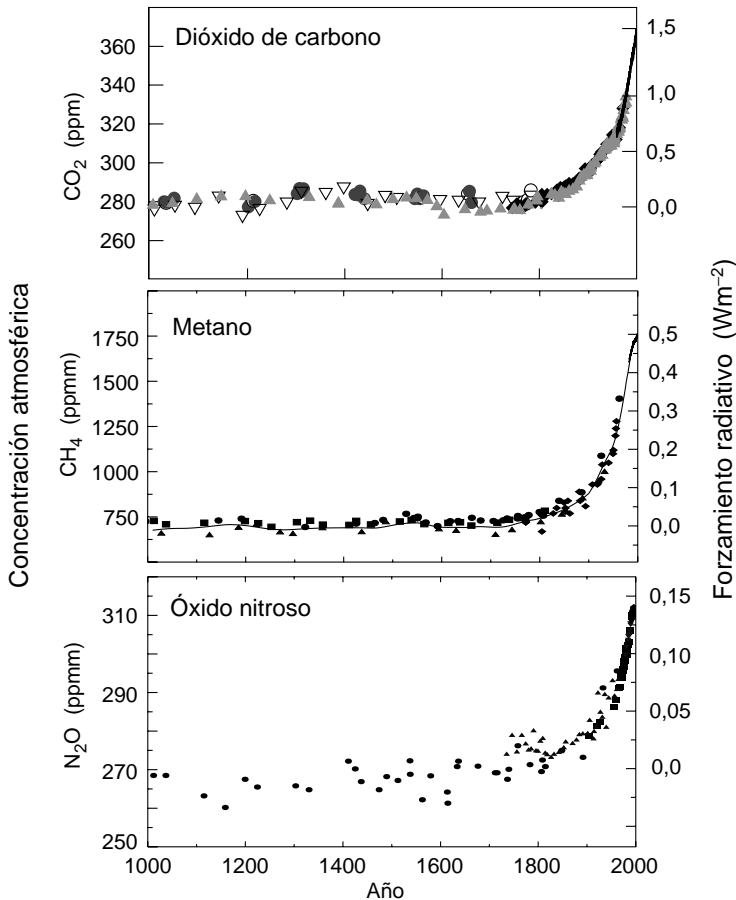 Concentración atmosférica
Forzamiento radiativo (Wm⁻²)
Dióxido de carbono
CO₂ (ppm)
360
340
320
300
280
260
1,5
1,0
0,5
0,0
Metano
CH₄ (ppmm)
1750
1500
1250
1000
750
0,5
0,4
0,3
0,2
0,1
0,0
Óxido nitroso
N₂O (ppmm)
310
290
270
250
0,15
0,10
0,05
0,0
1000 1200 1400 1600 1800 2000
Año